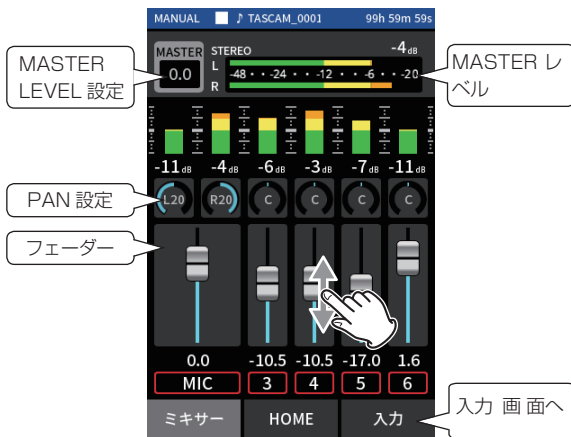 MANUAL ♪ TASCAM_0001 99h 59m 59s
MASTER
0.0
STEREO -4dB
L
-48 · · -24 · · -12 · · -6 · · -20
R
MASTER
LEVEL 設定
MASTER レ
ベル
-11dB -4dB -6dB -3dB -7dB -11dB
PAN 設定
L20 R20 C C C C
フェーダー
0.0 -10.5 -10.5 -17.0 1.6
MIC 3 4 5 6
ミキサー HOME 入力
入力 画 面へ